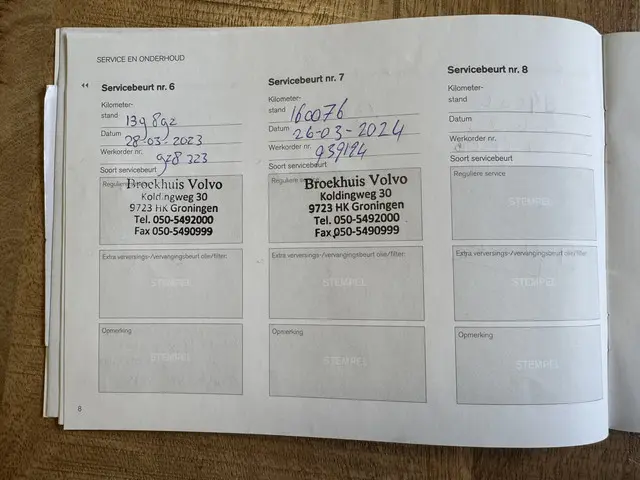 SERVICE EN ONDERHOUD
Servicebeurt nr. 6
Kilometer-
stand 139892
Datum 28-03-2023
Werkorder nr. 928223
Soort servicebeurt
Reguliere
Broekhuis Volvo
Koldingweg 30
9723 HK Groningen
Tel. 050-5492000
Fax 050-5490999
Extra verversings-/vervangingsbeurt olie/filter:
STEMPEL
Opmerking
STEMPEL
Servicebeurt nr. 7
Kilometer-
stand 160076
Datum 26-03-2024
Werkorder nr. 939194
Soort servicebeurt
Reguliere service
Broekhuis Volvo
Koldingweg 30
9723 HK Groningen
Tel. 050-5492000
Fax 050-5490999
Extra verversings-/vervangingsbeurt olie/filter:
STEMPEL
Opmerking
STEMPEL
Servicebeurt nr. 8
Kilometer-
stand
Datum
Werkorder nr.
Soort servicebeurt
Reguliere service
STEMPEL
Extra verversings-/vervangingsbeurt olie/filter:
STEMPEL
Opmerking
STEMPEL
8